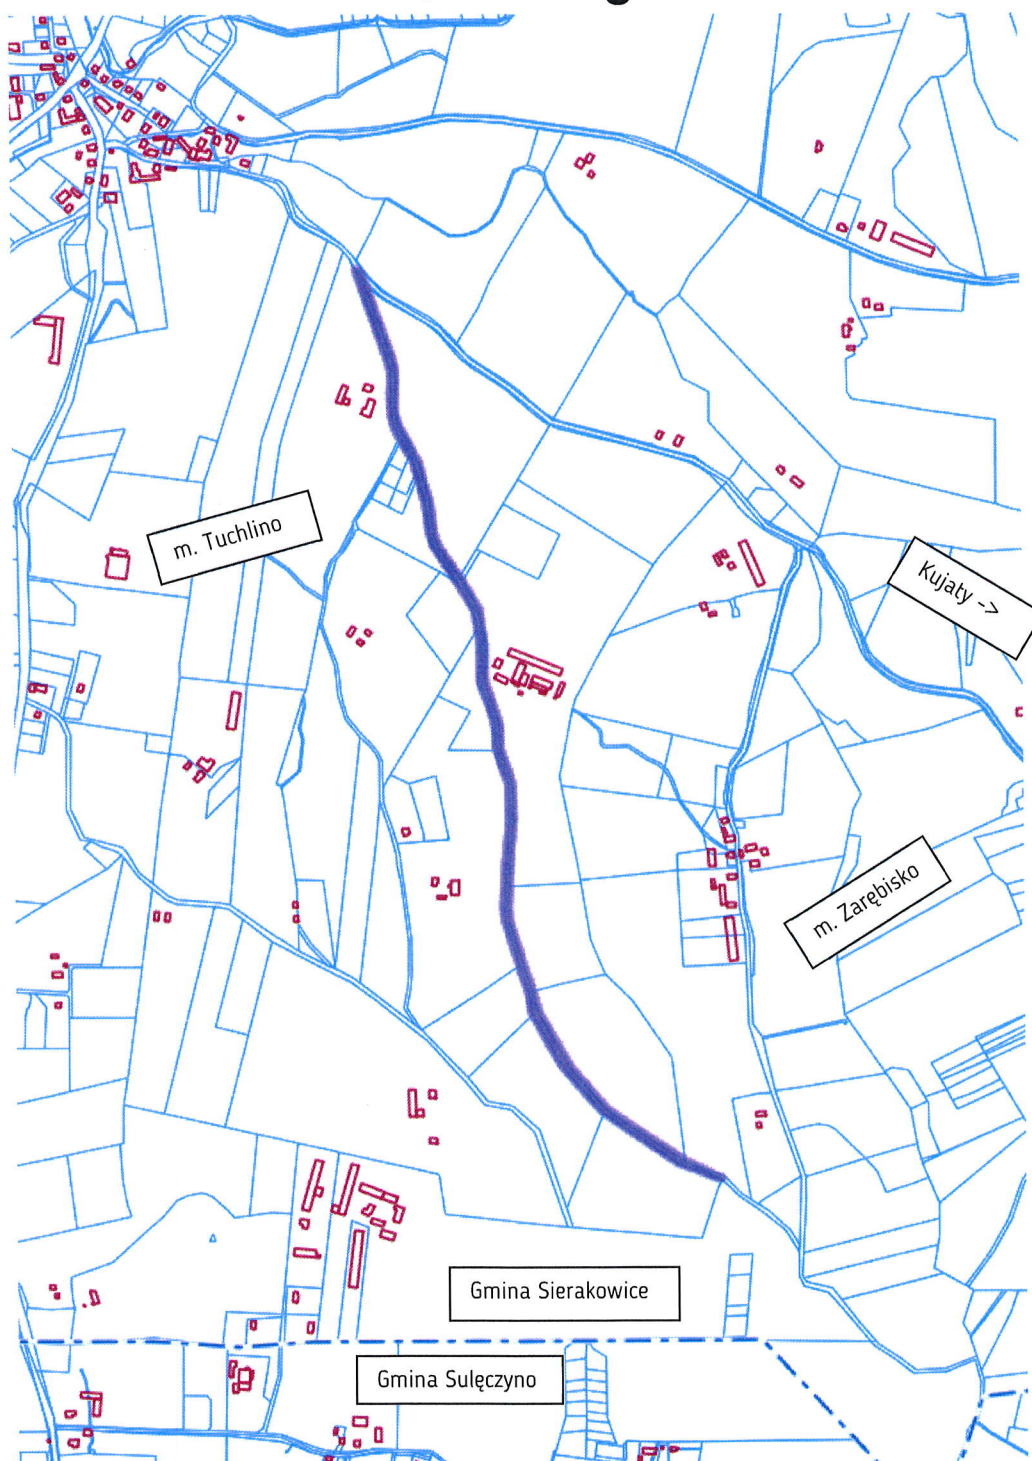 m. Tuchlino
Kujaty ->
m. Zarębisko
Gmina Sierakowice
Gmina Sulęczyno